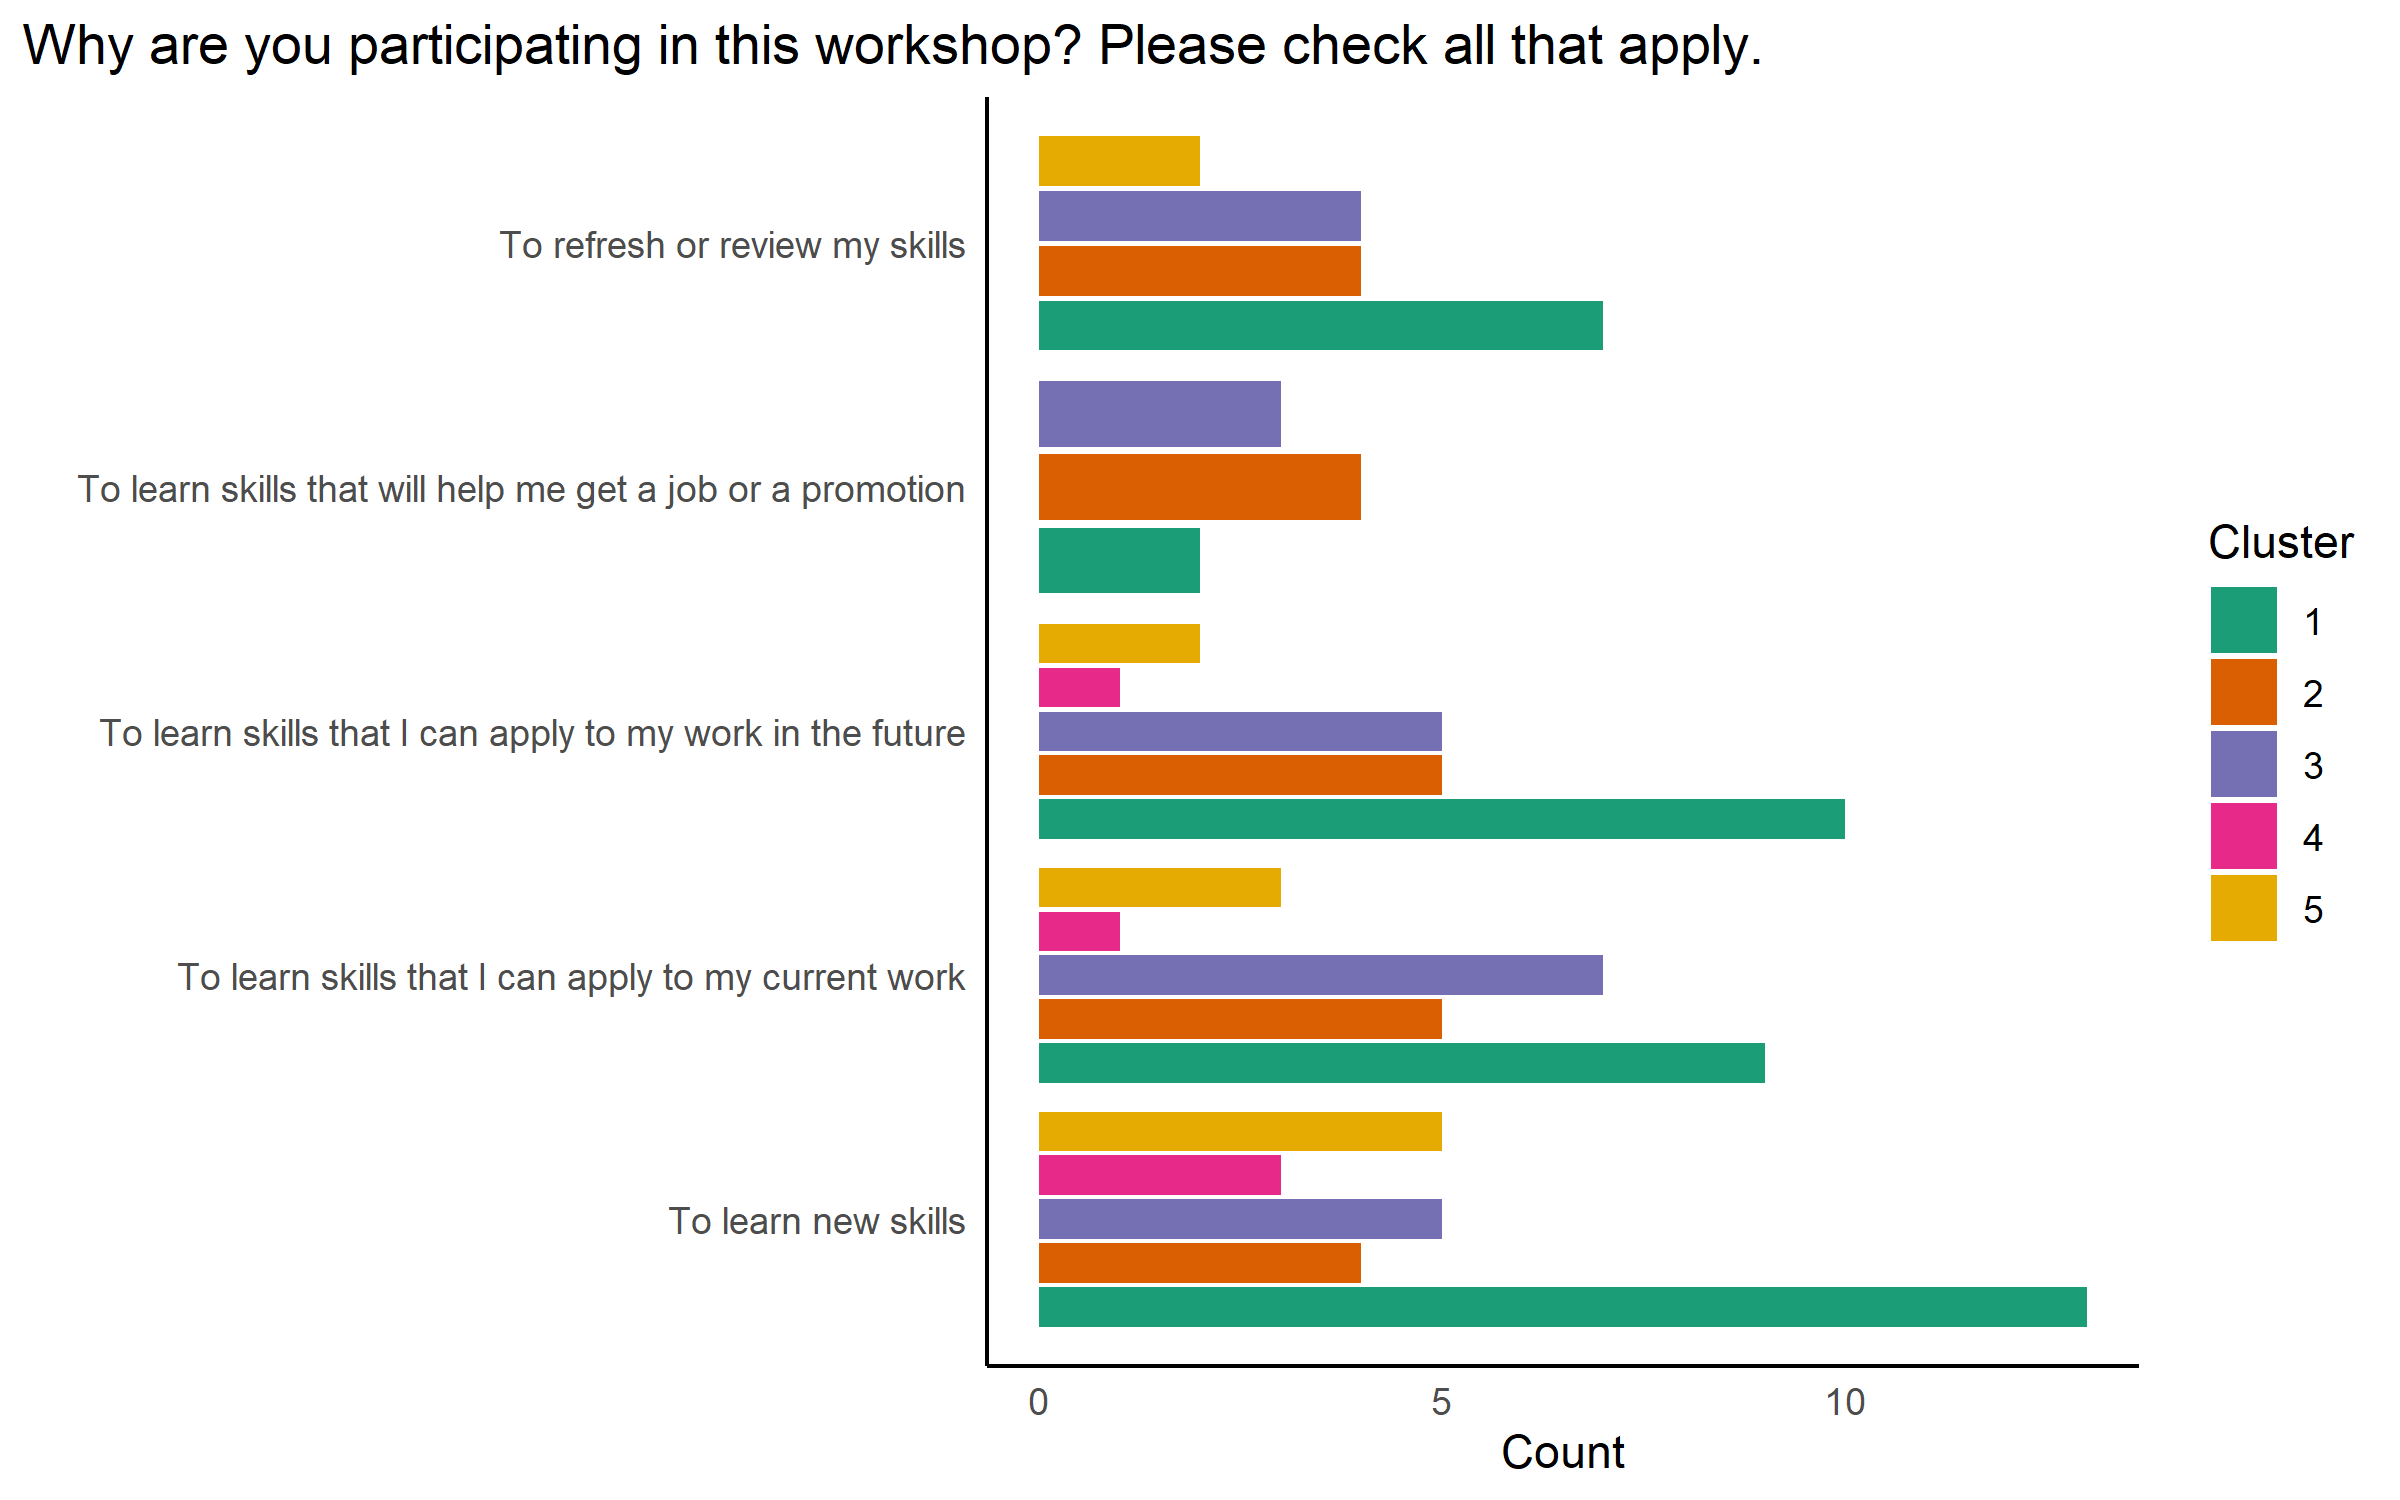 Why are you participating in this workshop? Please check all that apply.
To refresh or review my skills
To learn skills that will help me get a job or a promotion
To learn skills that I can apply to my work in the future
To learn skills that I can apply to my current work
To learn new skills
0 5 10
Count
Cluster
1
2
3
4
5